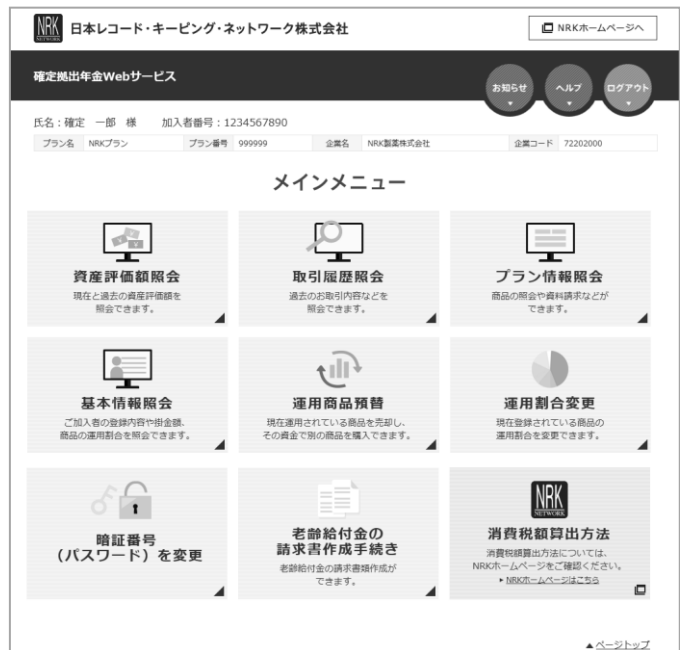 NRK
NETWORK
日本レコード・キーピング・ネットワーク株式会社
NRKホームページへ
確定拠出年金Webサービス
お知らせ
ヘルプ
ログアウト
氏名：確定 一郎 様 加入者番号：1234567890
プラン名 NRKプラン プラン番号 999999 企業名 NRK製薬株式会社 企業コード 72202000
メインメニュー
資産評価額照会
現在と過去の資産評価額を
照会できます。
取引履歴照会
過去のお取引内容などを
照会できます。
プラン情報照会
商品の照会や資料請求などが
できます。
基本情報照会
ご加入者の登録内容や掛金額、
商品の運用割合を照会できます。
運用商品預替
現在運用されている商品を売却し、
その資金で別の商品を購入できます。
運用割合変更
現在登録されている商品の
運用割合を変更できます。
暗証番号
（パスワード）を変更
老齢給付金の
請求書作成手続き
老齢給付金の請求書類作成が
できます。
NRK
NETWORK
消費税額算出方法
消費税額算出方法については、
NRKホームページをご確認ください。
NRKホームページはこちら
▲ページトップ